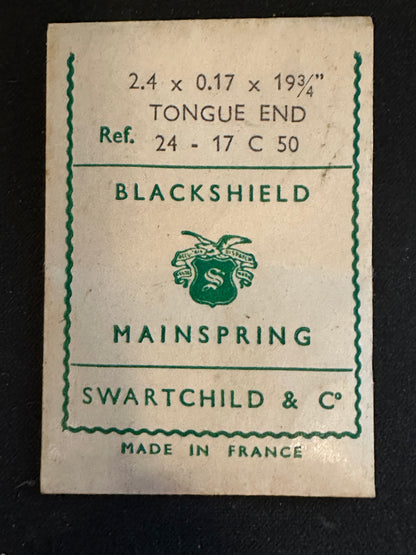 2.4 x 0.17 x 19¾"
TONGUE END
Ref. 24 - 17 C 50
BLACKSHIELD
S
MAINSPRING
SWARTCHILD & Cº
MADE IN FRANCE